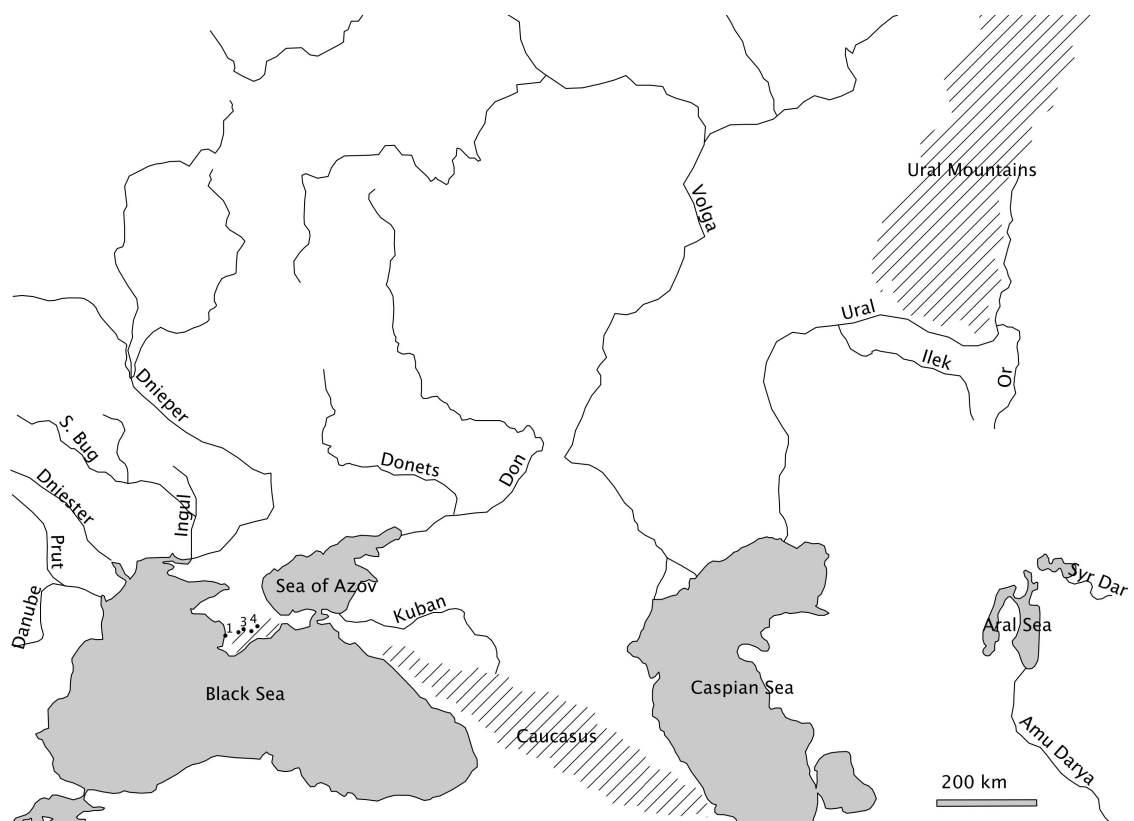 Ural Mountains
Volga
Ural
Ilek
Or
Dnieper
S. Bug
Donets
Don
Dniester
Ingul
Prut
Sea of Azov
Syr Dar
Danube
Kuban
1 3 4
Aral Sea
Black Sea
Caspian Sea
Caucasus
Amu Darya
200 km